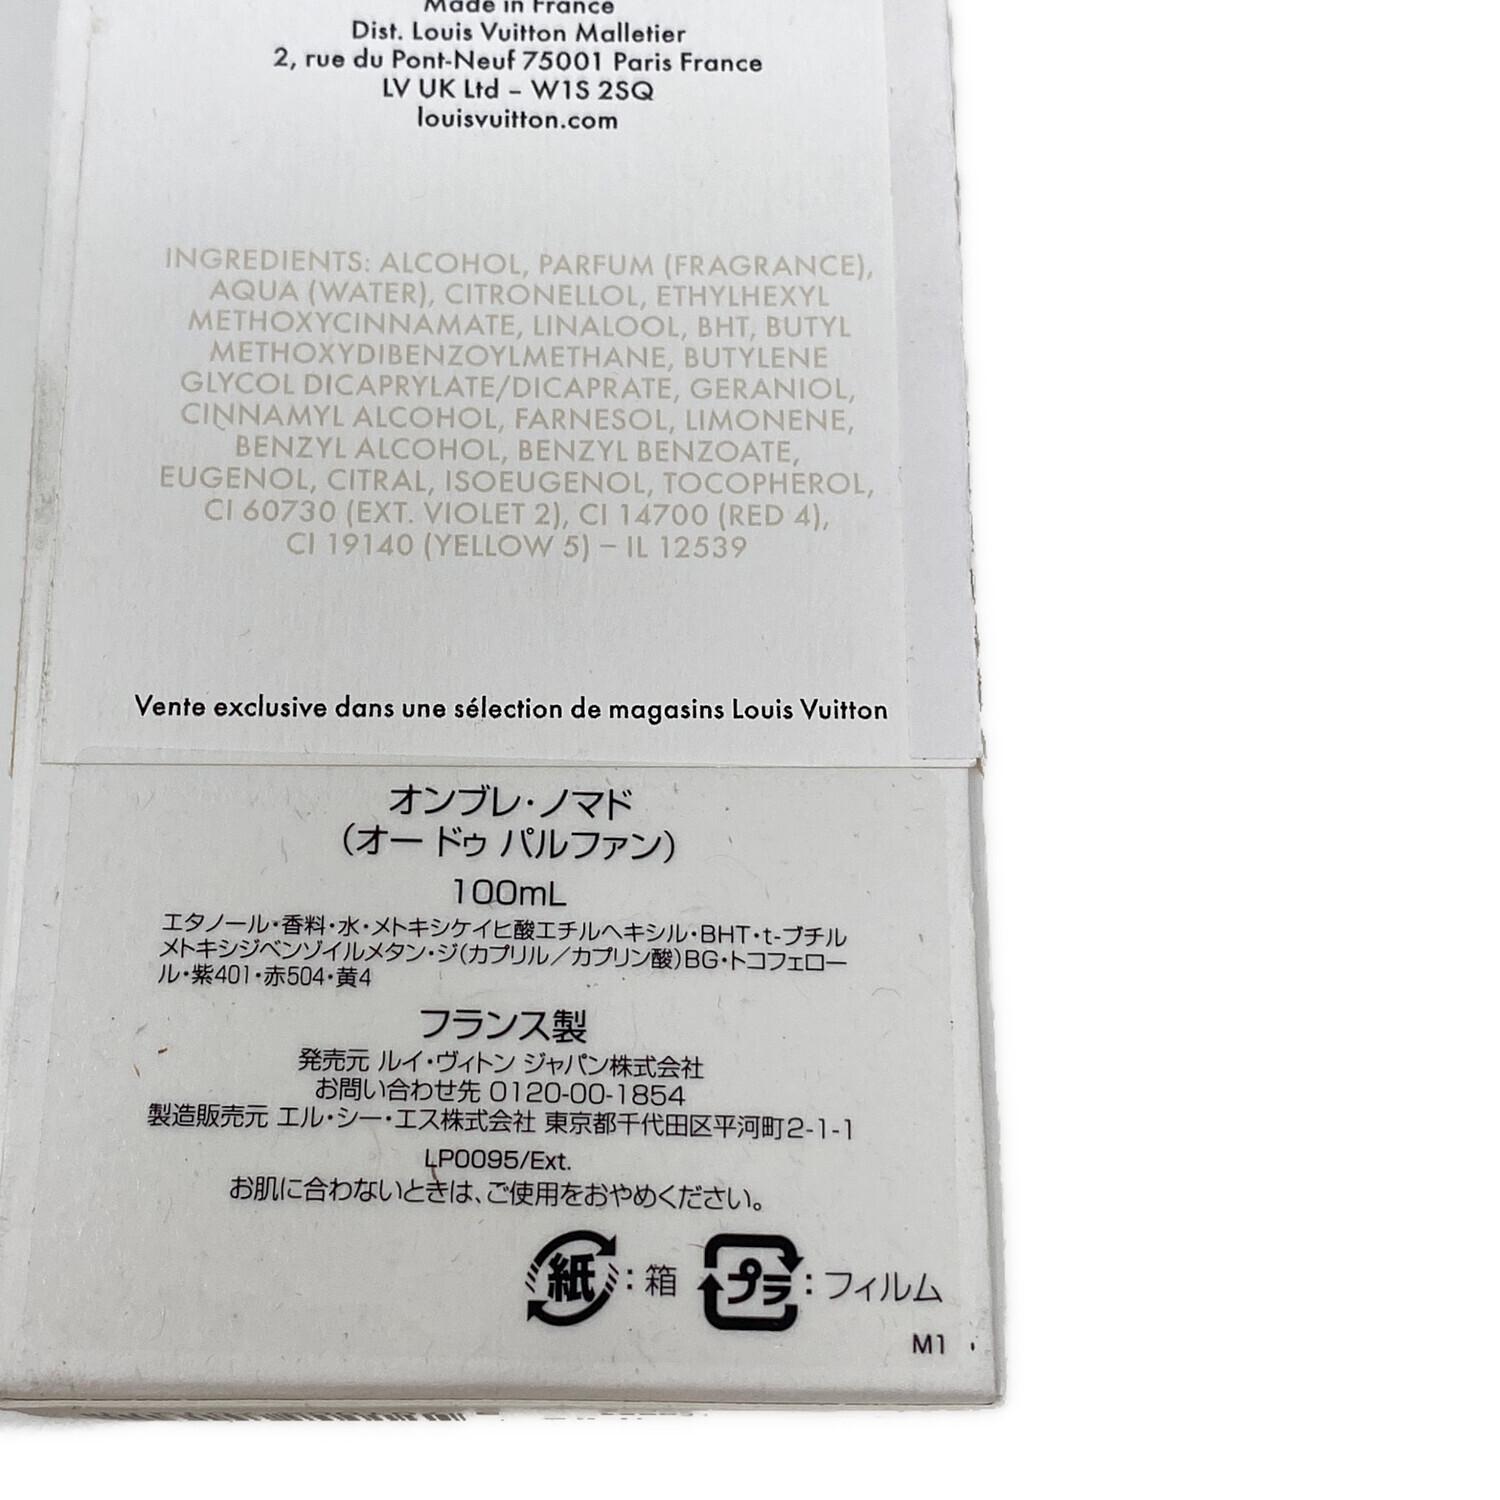 Made in France
Dist. Louis Vuitton Malletier
2, rue du Pont-Neuf 75001 Paris France
LV UK Ltd – W1S 2SQ
louisvuitton.com
INGREDIENTS: ALCOHOL, PARFUM (FRAGRANCE),
AQUA (WATER), CITRONELLOL, ETHYLHEXYL
METHOXYCINNAMATE, LINALOOL, BHT, BUTYL
METHOXYDIBENZOYLMETHANE, BUTYLENE
GLYCOL DICAPRYLATE/DICAPRATE, GERANIOL,
CINNAMYL ALCOHOL, FARNESOL, LIMONENE,
BENZYL ALCOHOL, BENZYL BENZOATE,
EUGENOL, CITRAL, ISOEUGENOL, TOCOPHEROL,
CI 60730 (EXT. VIOLET 2), CI 14700 (RED 4),
CI 19140 (YELLOW 5) – IL 12539
Vente exclusive dans une sélection de magasins Louis Vuitton
オンブレ・ノマド
（オー ドゥ パルファン）
100mL
エタノール・香料・水・メトキシケイヒ酸エチルヘキシル・BHT・t-ブチル
メトキシジベンゾイルメタン・ジ（カプリル／カプリン酸）BG・トコフェロー
ル・紫401・赤504・黄4
フランス製
発売元 ルイ・ヴィトン ジャパン株式会社
お問い合わせ先 0120-00-1854
製造販売元 エル・シー・エス株式会社 東京都千代田区平河町2-1-1
LP0095/Ext.
お肌に合わないときは、ご使用をおやめください。
紙：箱 プラ：フィルム
M1